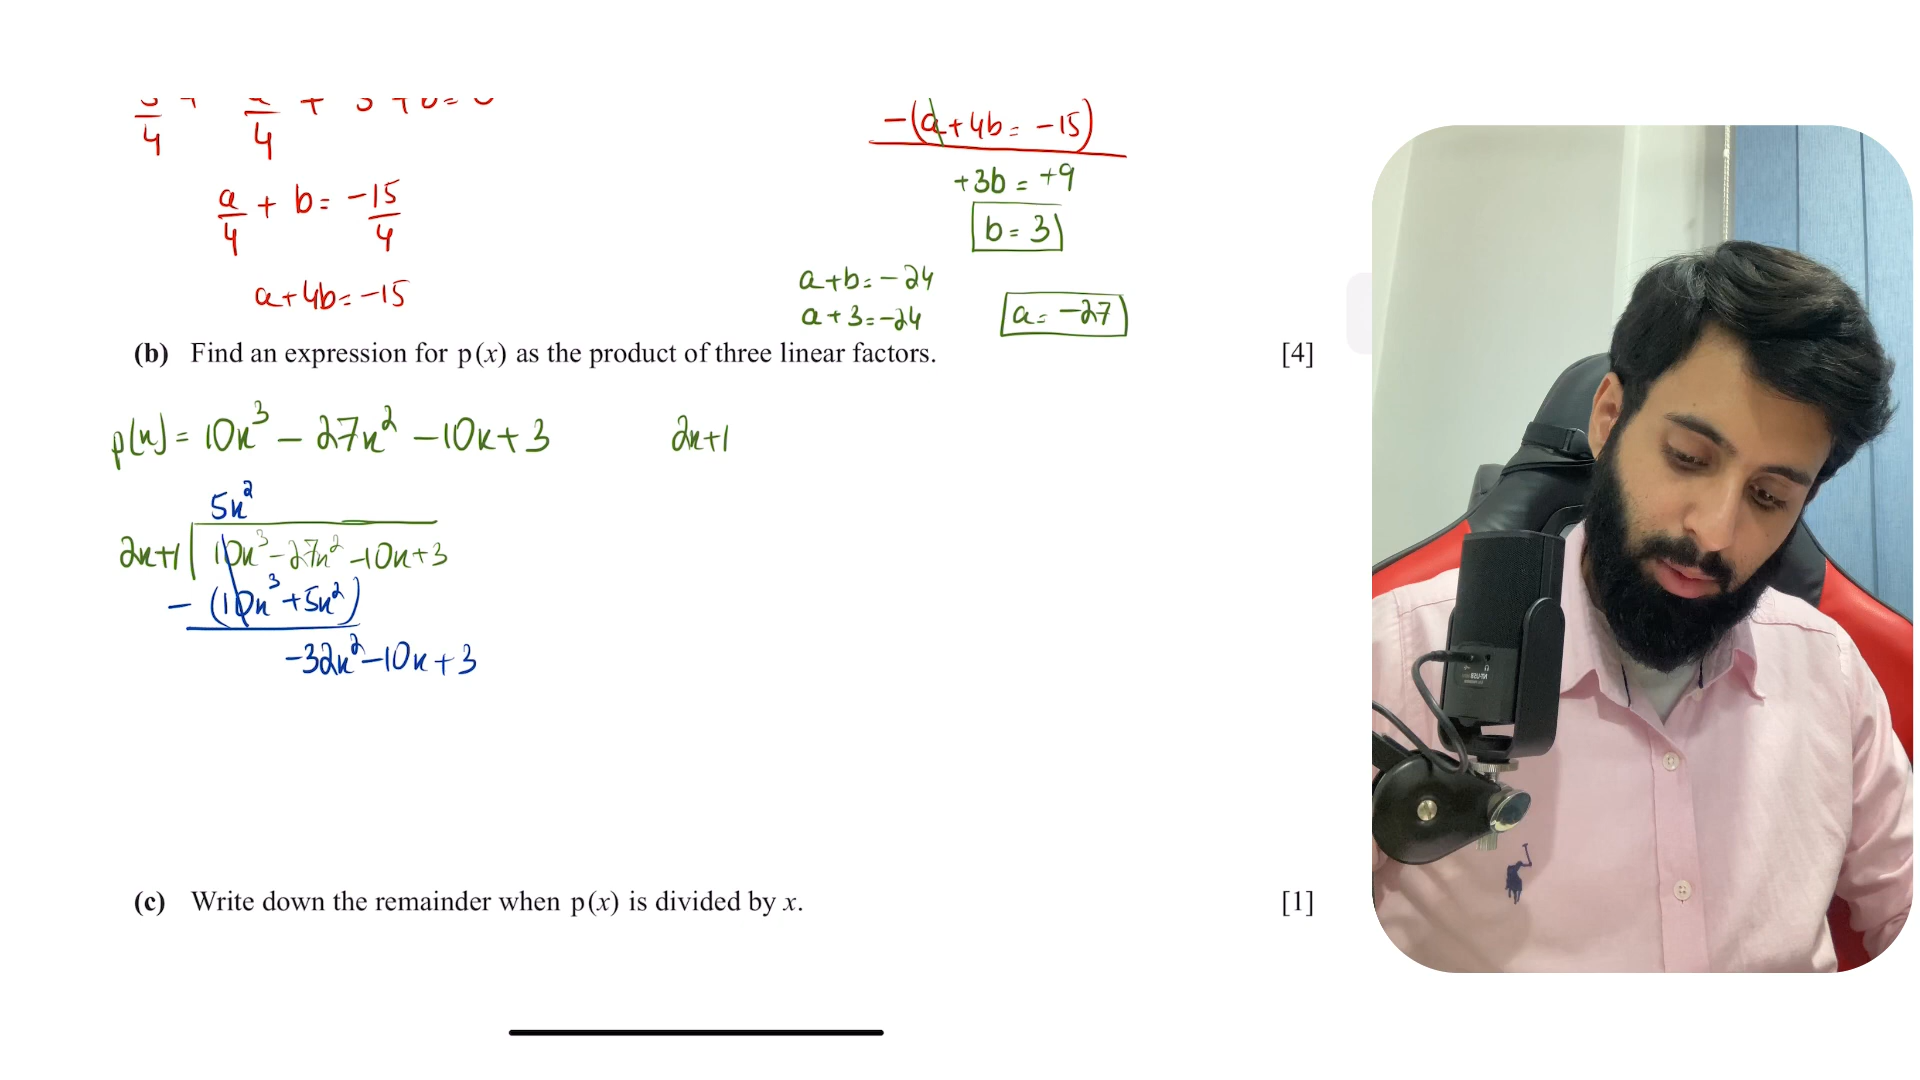 a/4 + b = -15/4
a + 4b = -15
-(a + 4b = -15)
+3b = +9
b = 3
a + b = -24
a + 3 = -24
a = -27
(b) Find an expression for p(x) as the product of three linear factors. [4]
p(x) = 10x³ - 27x² - 10x + 3
2x+1
5x²
2x+1 10x³ - 27x² - 10x + 3
- (10x³ + 5x²)
-32x² - 10x + 3
(c) Write down the remainder when p(x) is divided by x. [1]